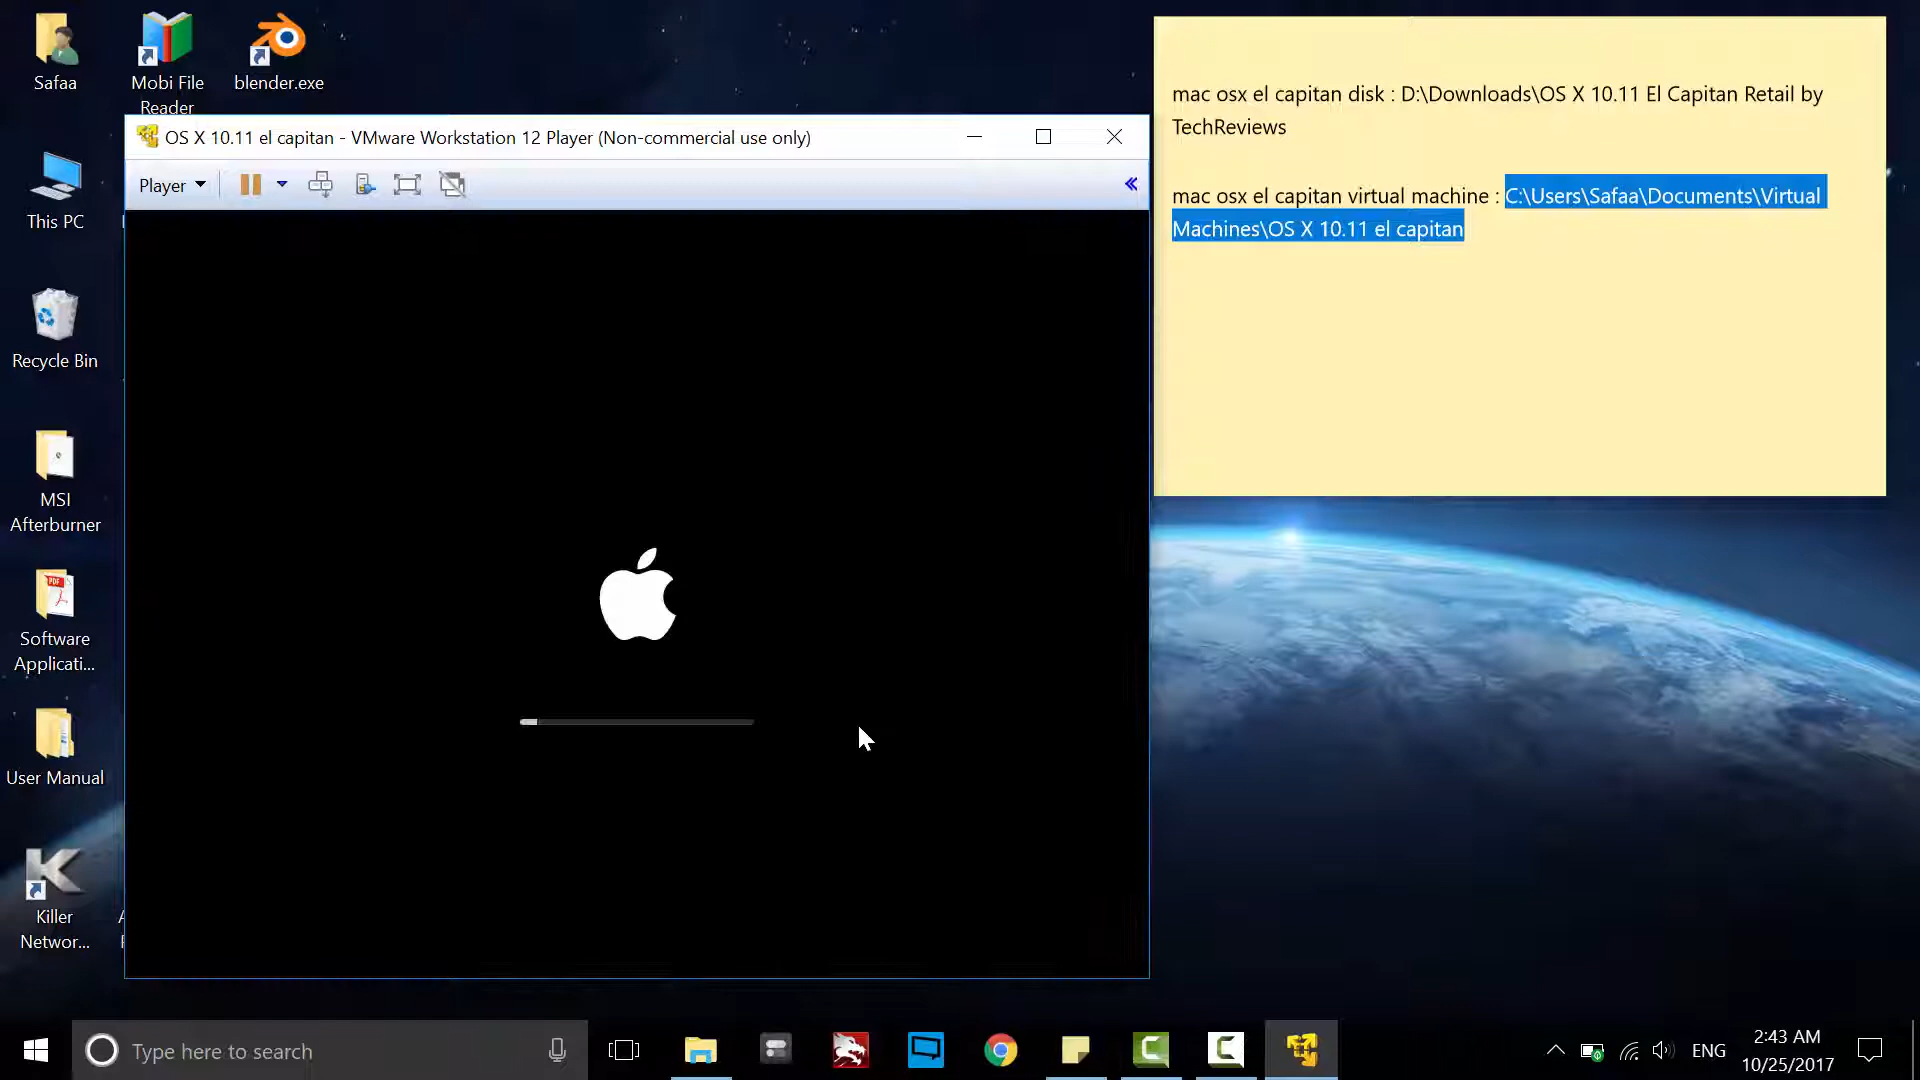 Safaa
Mobi File
Reader
blender.exe
This PC
Recycle Bin
MSI
Afterburner
Software
Applicati...
User Manual
Killer
Networ...
OS X 10.11 el capitan - VMware Workstation 12 Player (Non-commercial use only)
Player
mac osx el capitan disk : D:\Downloads\OS X 10.11 El Capitan Retail by
TechReviews
mac osx el capitan virtual machine : C:\Users\Safaa\Documents\Virtual
Machines\OS X 10.11 el capitan
Type here to search
ENG
2:43 AM
10/25/2017